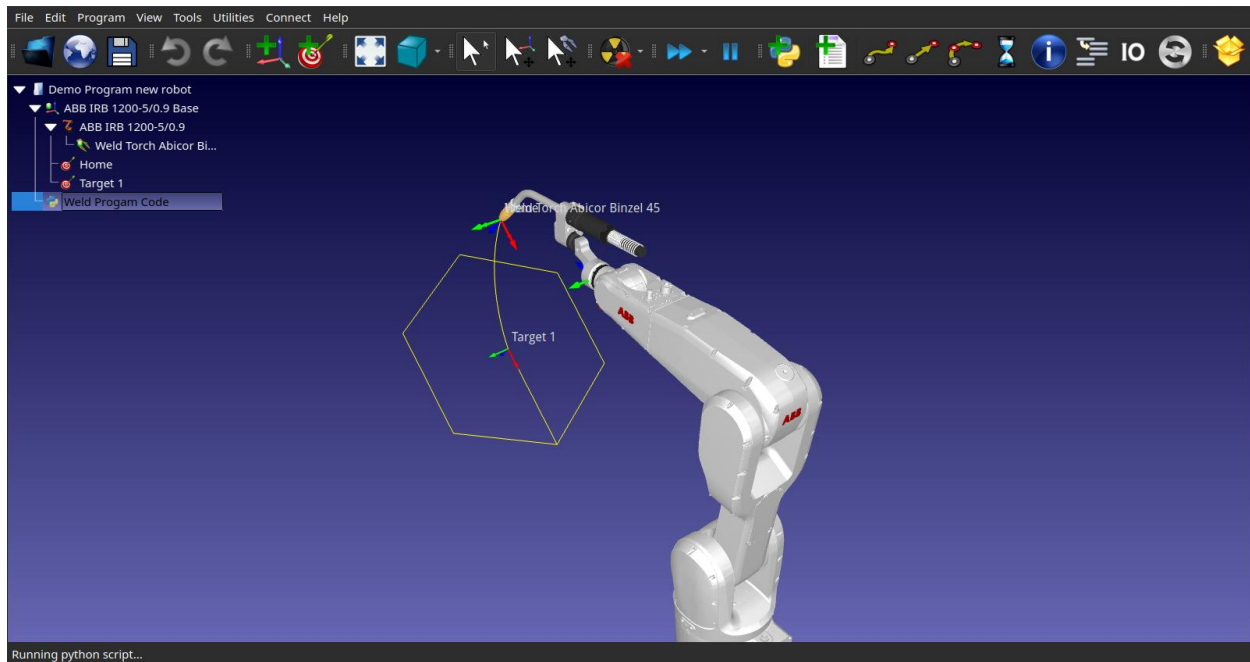 File Edit Program View Tools Utilities Connect Help
IO
Demo Program new robot
ABB IRB 1200-5/0.9 Base
ABB IRB 1200-5/0.9
Weld Torch Abicor Bi...
Home
Target 1
Weld Progam Code
Weld Torch Abicor Binzel 45
Target 1
ABB
ABB
Running python script...